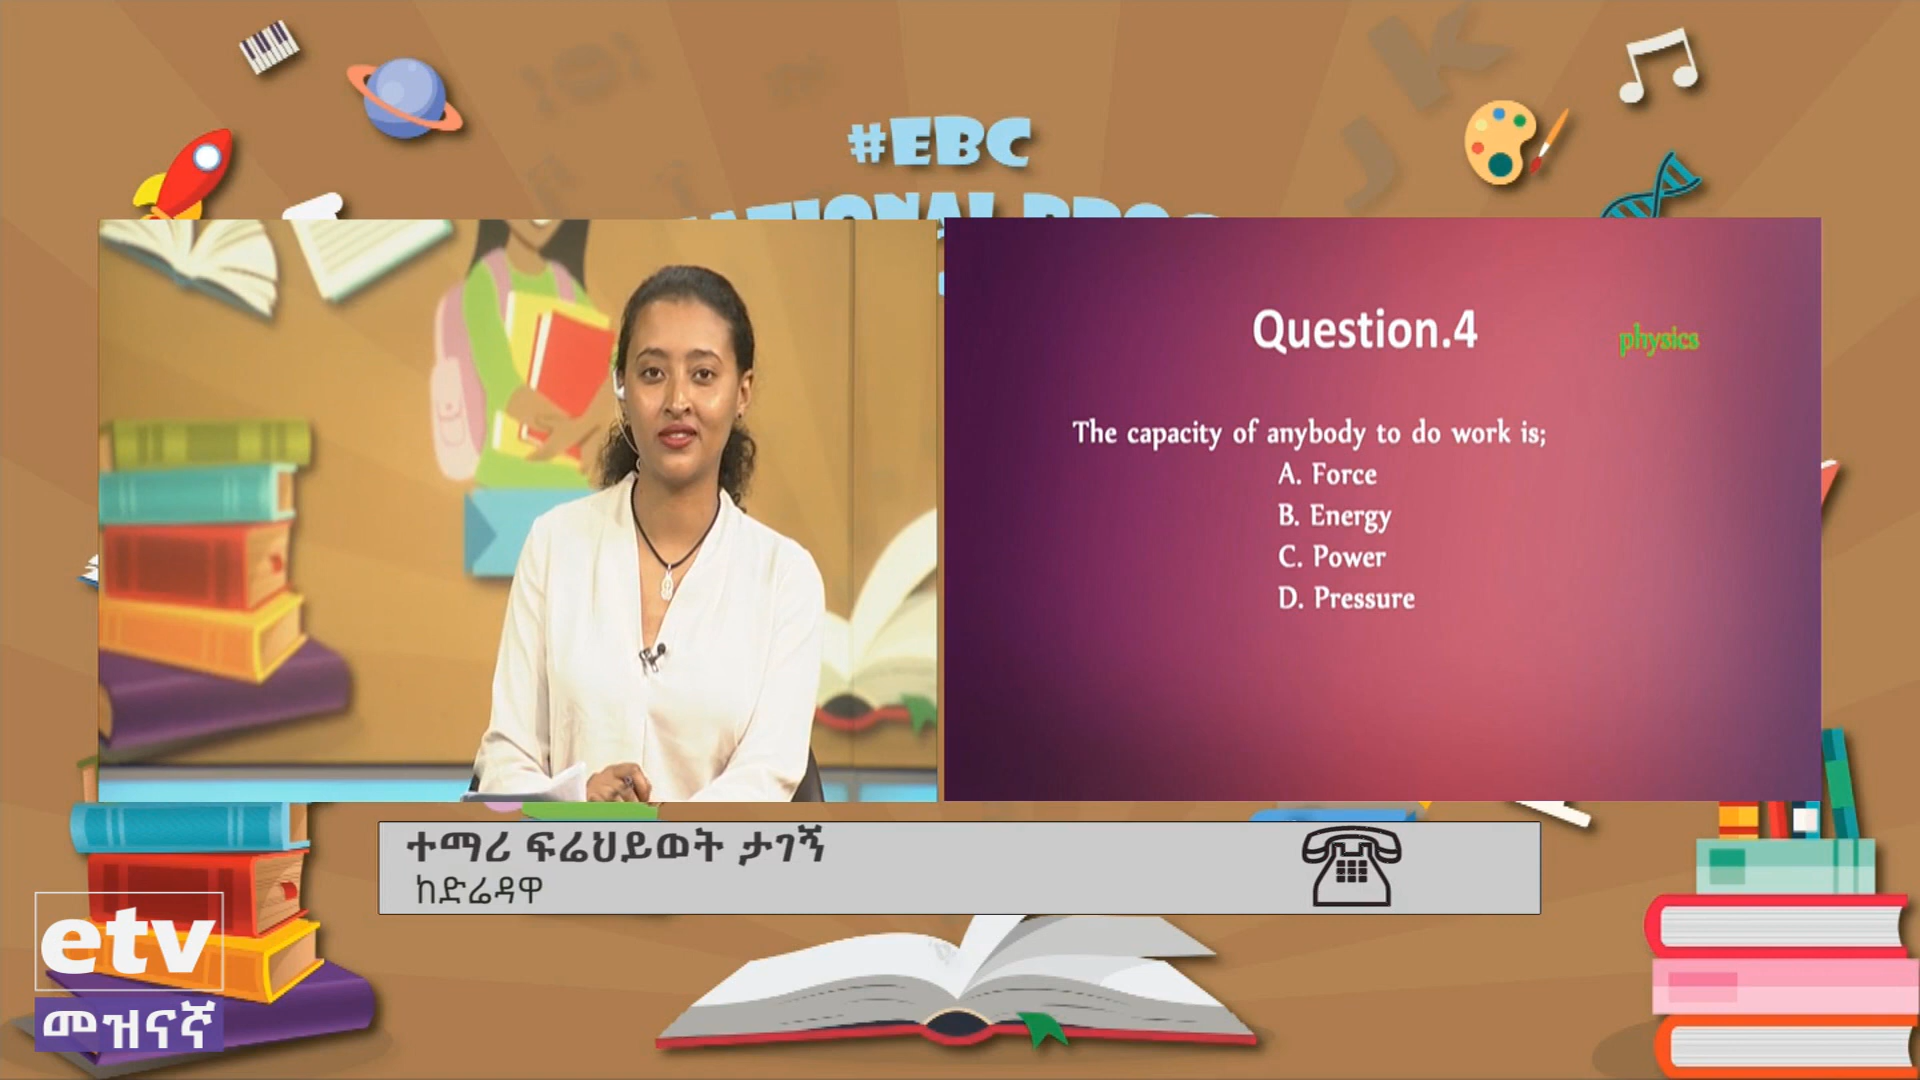 #EBC
Question.4
physics
The capacity of anybody to do work is;
A. Force
B. Energy
C. Power
D. Pressure
ተማሪ ፍሬህይወት ታገኝ
ከድሬዳዋ
etv
መዝናኛ